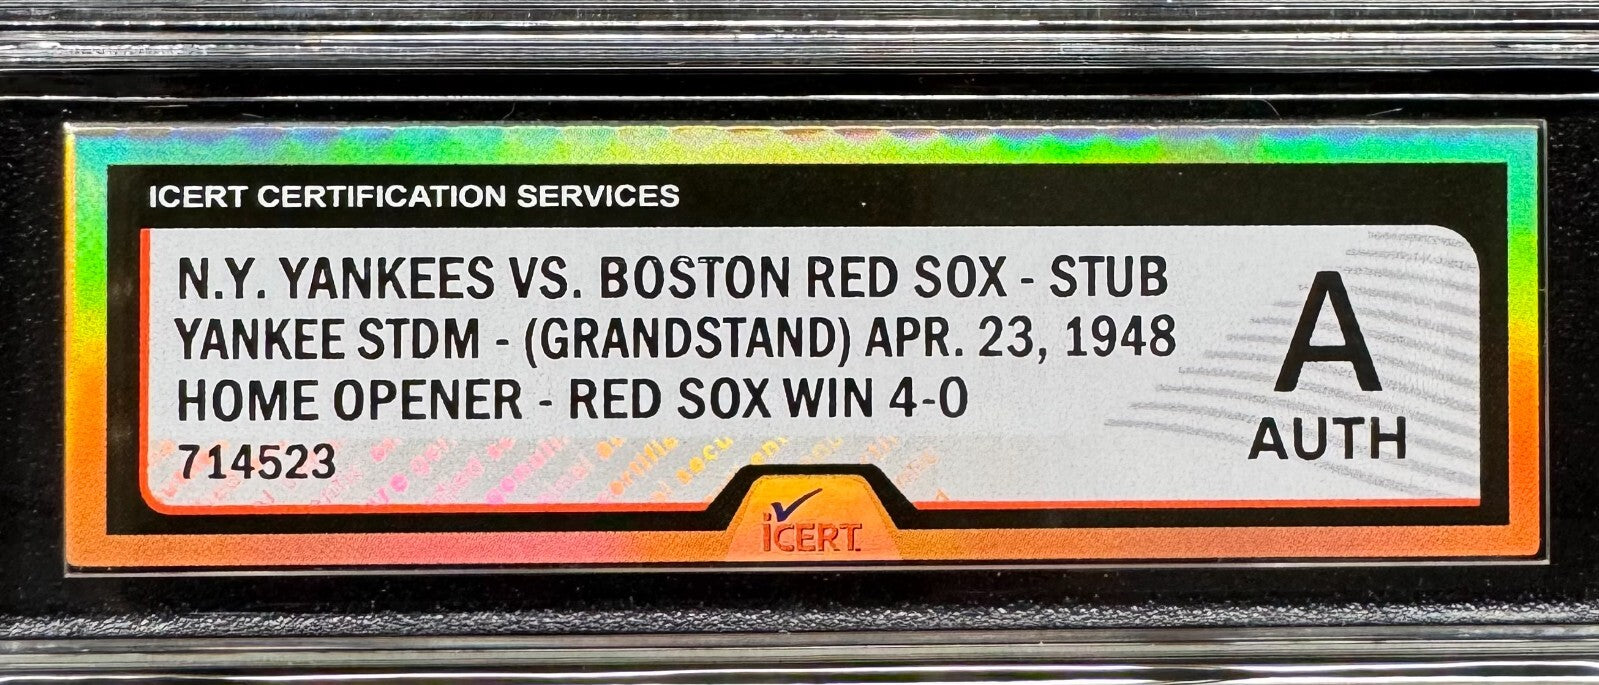 ICERT CERTIFICATION SERVICES
N.Y. YANKEES VS. BOSTON RED SOX - STUB
YANKEE STDM - (GRANDSTAND) APR. 23, 1948
HOME OPENER - RED SOX WIN 4-0
714523
A
AUTH
iCERT